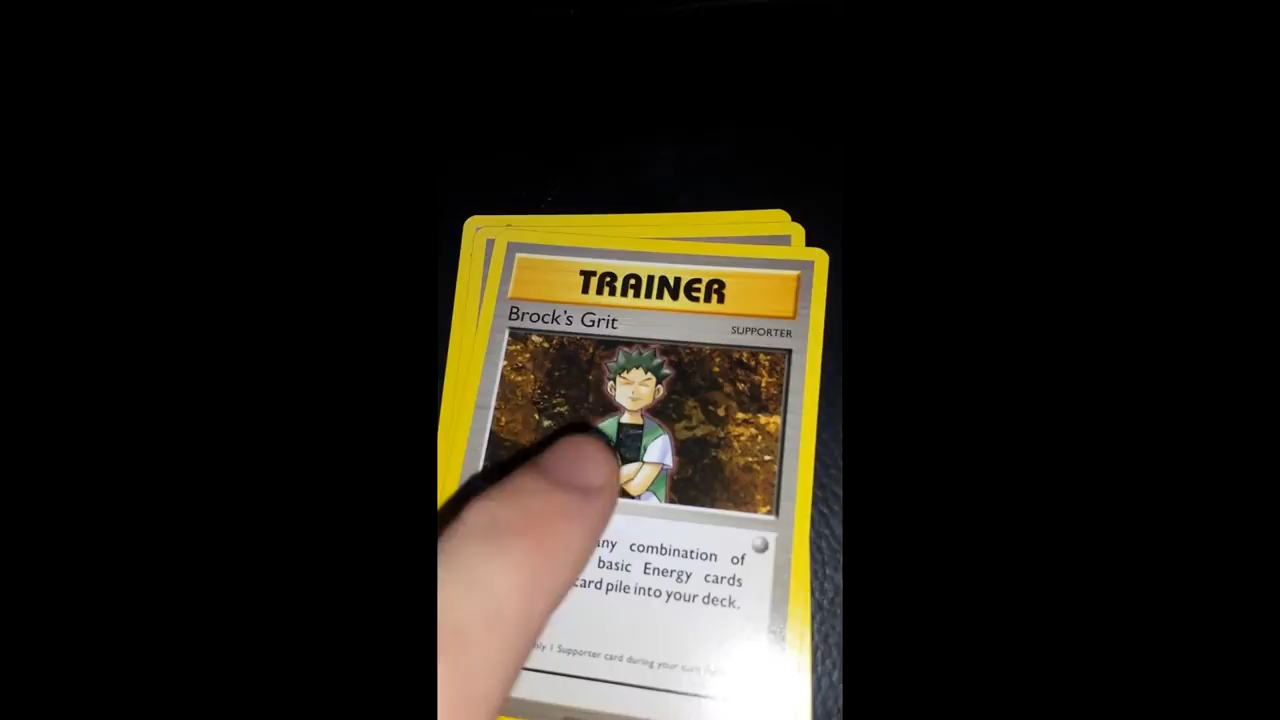 TRAINER
Brock's Grit
SUPPORTER
any combination of
basic Energy cards
card pile into your deck.
only 1 Supporter card during your turn